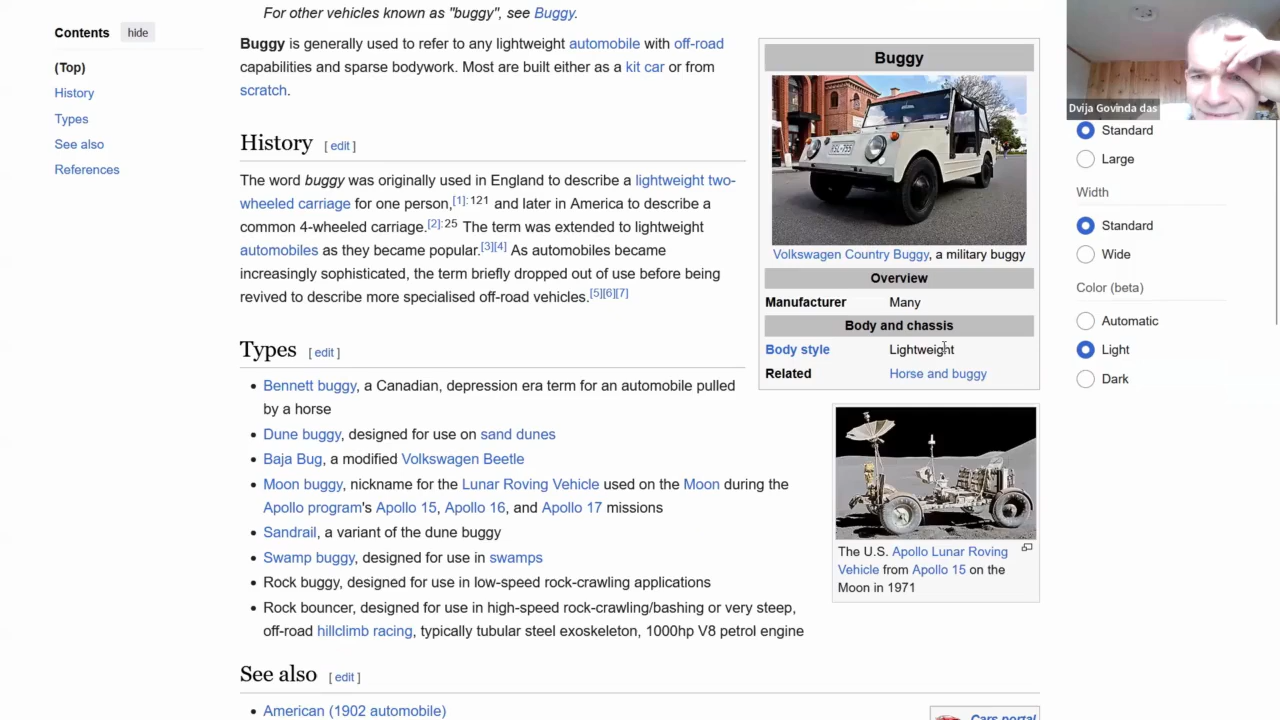 For other vehicles known as "buggy", see Buggy.
Contents hide
(Top)
History
Types
See also
References
Buggy is generally used to refer to any lightweight automobile with off-road
capabilities and sparse bodywork. Most are built either as a kit car or from
scratch.
History [ edit ]
The word buggy was originally used in England to describe a lightweight two-
wheeled carriage for one person,[1]:121 and later in America to describe a
common 4-wheeled carriage.[2]:25 The term was extended to lightweight
automobiles as they became popular.[3][4] As automobiles became
increasingly sophisticated, the term briefly dropped out of use before being
revived to describe more specialised off-road vehicles.[5][6][7]
Types [ edit ]
• Bennett buggy, a Canadian, depression era term for an automobile pulled
by a horse
• Dune buggy, designed for use on sand dunes
• Baja Bug, a modified Volkswagen Beetle
• Moon buggy, nickname for the Lunar Roving Vehicle used on the Moon during the
Apollo program's Apollo 15, Apollo 16, and Apollo 17 missions
• Sandrail, a variant of the dune buggy
• Swamp buggy, designed for use in swamps
• Rock buggy, designed for use in low-speed rock-crawling applications
• Rock bouncer, designed for use in high-speed rock-crawling/bashing or very steep,
off-road hillclimb racing, typically tubular steel exoskeleton, 1000hp V8 petrol engine
See also [ edit ]
• American (1902 automobile)
Buggy
Volkswagen Country Buggy, a military buggy
Overview
Manufacturer Many
Body and chassis
Body style Lightweight
Related Horse and buggy
The U.S. Apollo Lunar Roving
Vehicle from Apollo 15 on the
Moon in 1971
Cars portal
Dvija Govinda das
Standard
Large
Width
Standard
Wide
Color (beta)
Automatic
Light
Dark